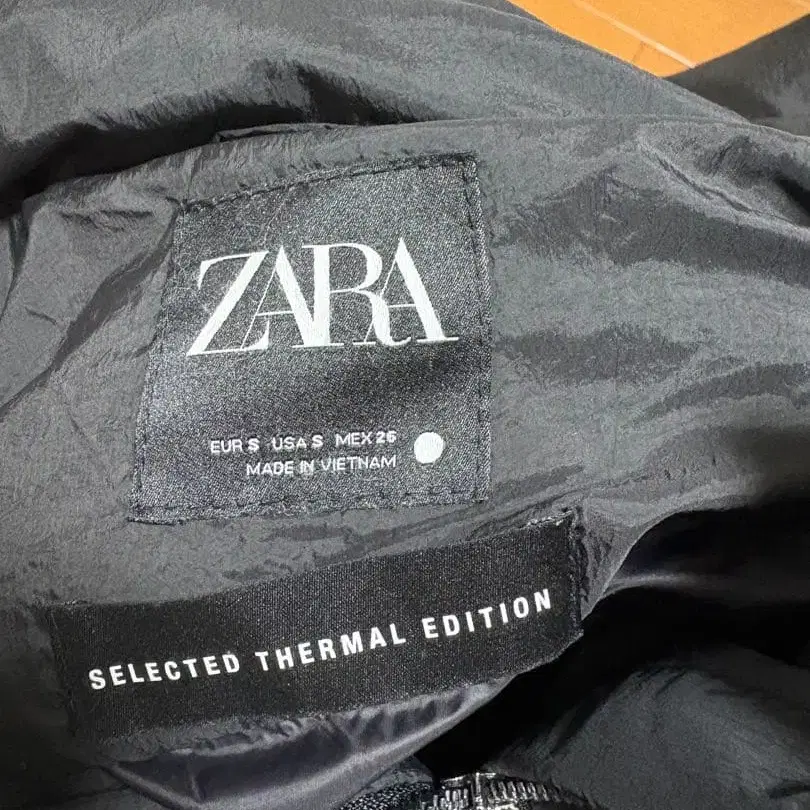 ZARA
EUR S USA S MEX 26
MADE IN VIETNAM
SELECTED THERMAL EDITION